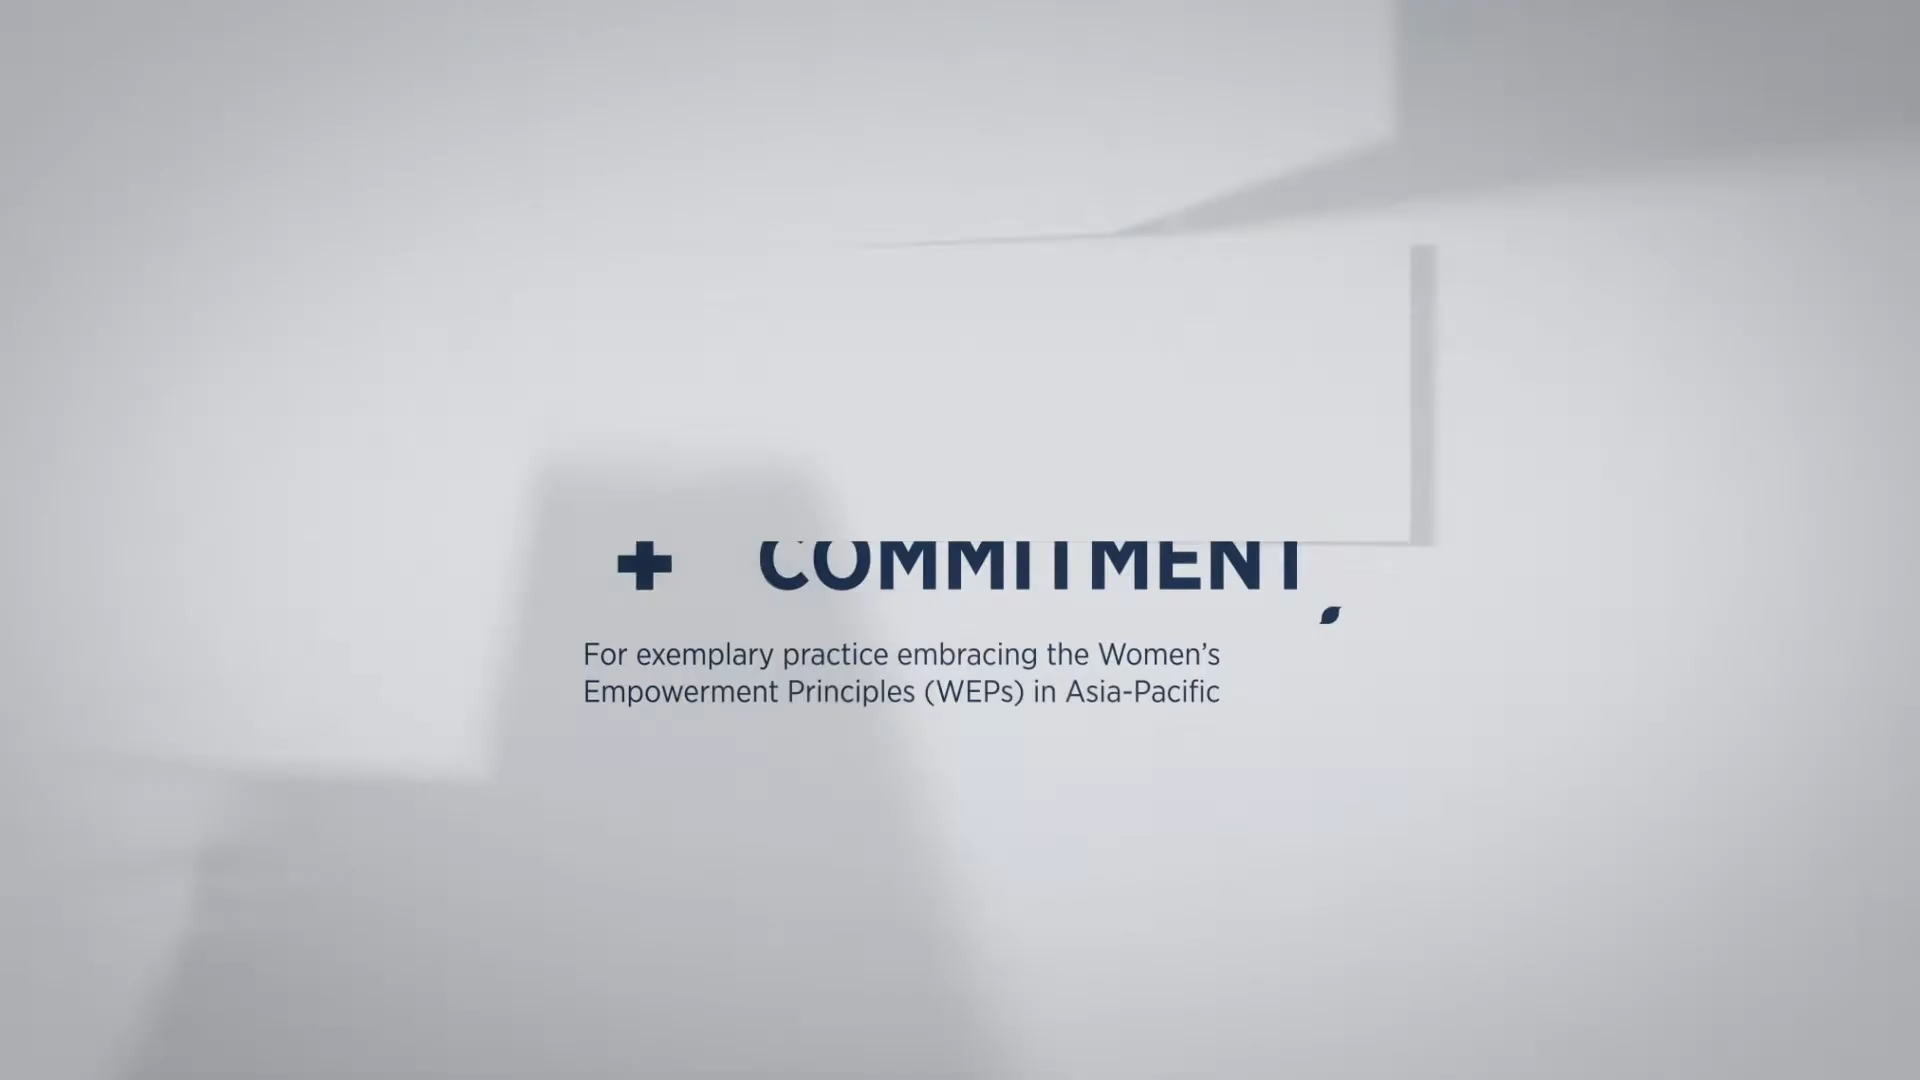 + COMMITMENT
For exemplary practice embracing the Women’s
Empowerment Principles (WEPs) in Asia-Pacific